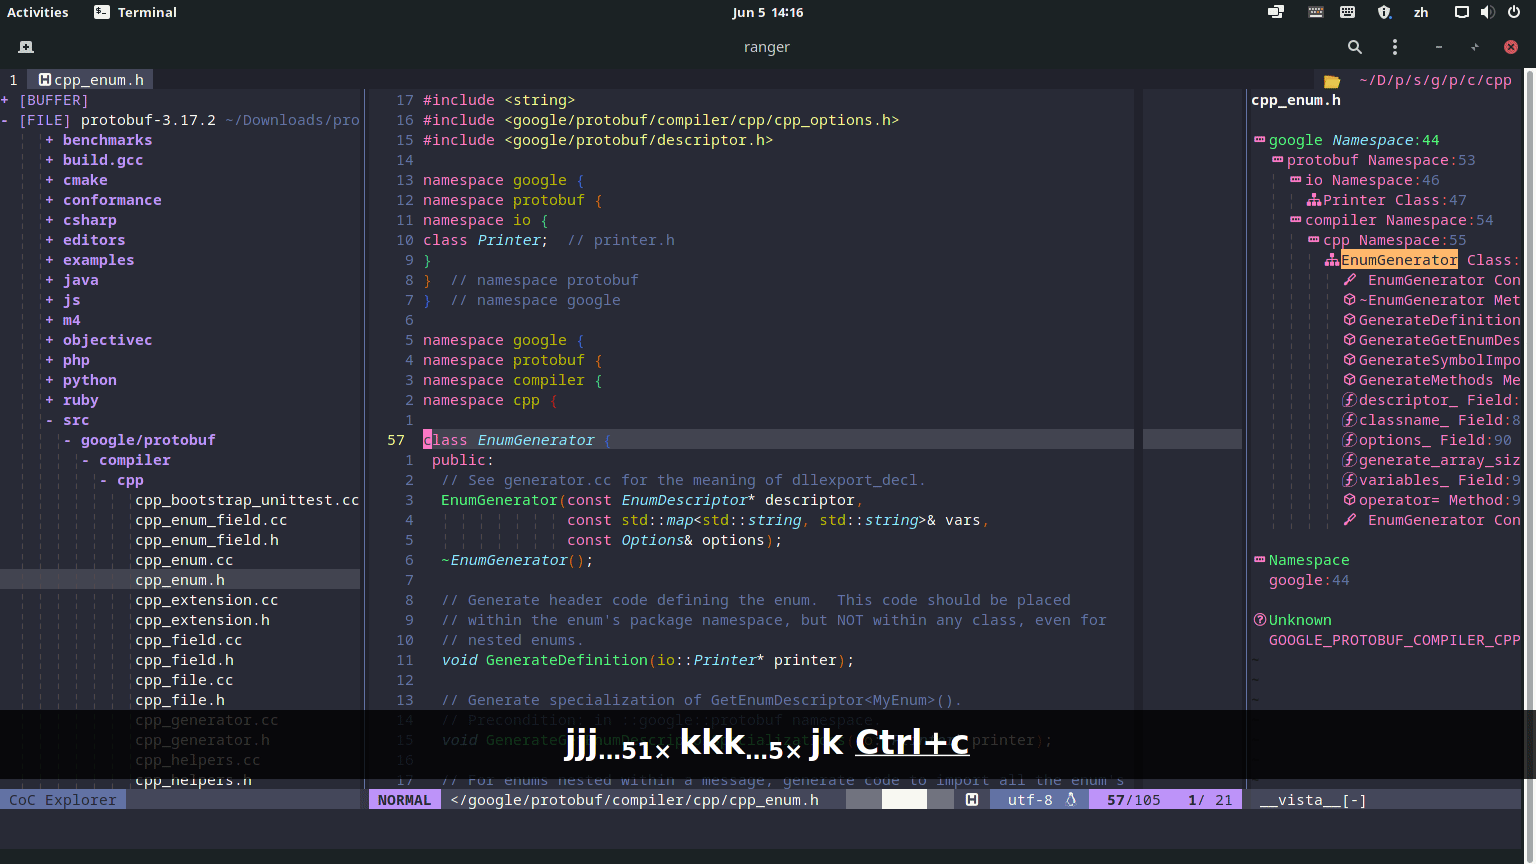 Activities Terminal Jun 5 14:16 zh
ranger
1 cpp_enum.h ~/D/p/s/g/p/c/cpp
+ [BUFFER]
- [FILE] protobuf-3.17.2 ~/Downloads/pro
+ benchmarks
+ build.gcc
+ cmake
+ conformance
+ csharp
+ editors
+ examples
+ java
+ js
+ m4
+ objectivec
+ php
+ python
+ ruby
- src
- google/protobuf
- compiler
- cpp
cpp_bootstrap_unittest.cc
cpp_enum_field.cc
cpp_enum_field.h
cpp_enum.cc
cpp_enum.h
cpp_extension.cc
cpp_extension.h
cpp_field.cc
cpp_field.h
cpp_file.cc
cpp_file.h
cpp_generator.cc
cpp_generator.h
cpp_helpers.cc
cpp_helpers.h
17 #include <string>
16 #include <google/protobuf/compiler/cpp/cpp_options.h>
15 #include <google/protobuf/descriptor.h>
14
13 namespace google {
12 namespace protobuf {
11 namespace io {
10 class Printer;  // printer.h
9 }
8 }  // namespace protobuf
7 }  // namespace google
6
5 namespace google {
4 namespace protobuf {
3 namespace compiler {
2 namespace cpp {
1
57 class EnumGenerator {
1 public:
2 // See generator.cc for the meaning of dllexport_decl.
3 EnumGenerator(const EnumDescriptor* descriptor,
4 const std::map<std::string, std::string>& vars,
5 const Options& options);
6 ~EnumGenerator();
7
8 // Generate header code defining the enum.  This code should be placed
9 // within the enum's package namespace, but NOT within any class, even for
10 // nested enums.
11 void GenerateDefinition(io::Printer* printer);
12
13 // Generate specialization of GetEnumDescriptor<MyEnum>().
14 // Precondition: in ::google::protobuf namespace.
15 void printer);
16
17 // For enums nested within a message, generate code to import all the enum's
cpp_enum.h
google Namespace:44
protobuf Namespace:53
io Namespace:46
Printer Class:47
compiler Namespace:54
cpp Namespace:55
EnumGenerator Class:
EnumGenerator Con
~EnumGenerator Met
GenerateDefinition
GenerateGetEnumDes
GenerateSymbolImpo
GenerateMethods Me
descriptor_ Field:
classname_ Field:8
options_ Field:90
generate_array_siz
variables_ Field:9
operator= Method:9
EnumGenerator Con
Namespace
google:44
Unknown
GOOGLE_PROTOBUF_COMPILER_CPP
~
~
~
jjj...51× kkk...5× jk Ctrl+c
CoC Explorer NORMAL </google/protobuf/compiler/cpp/cpp_enum.h utf-8 57/105 1/ 21 __vista__[-]